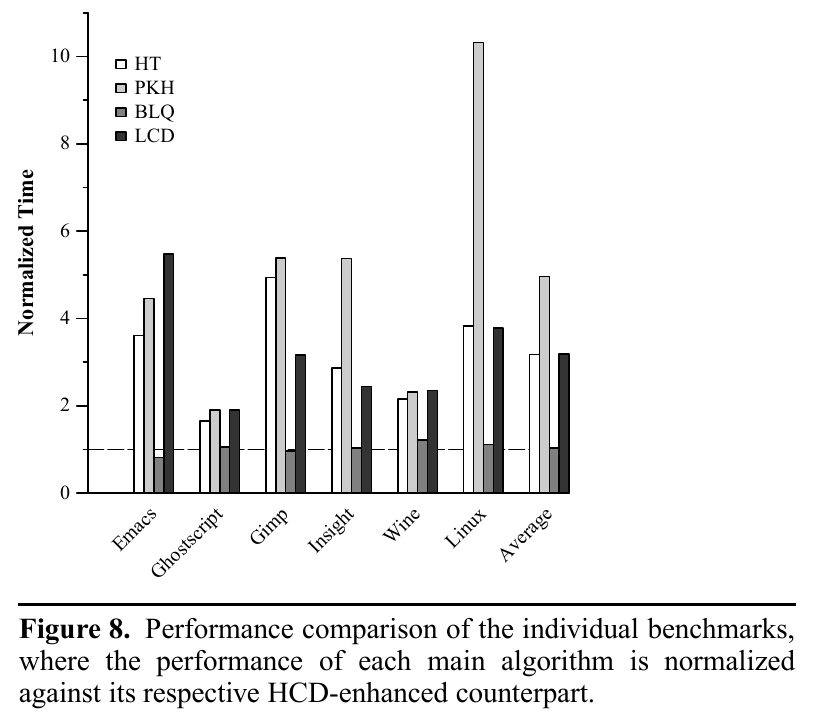 10
8
6
4
2
0
Normalized Time
HT
PKH
BLQ
LCD
Emacs
Ghostscript
Gimp
Insight
Wine
Linux
Average
Figure 8. Performance comparison of the individual benchmarks,
where the performance of each main algorithm is normalized
against its respective HCD-enhanced counterpart.